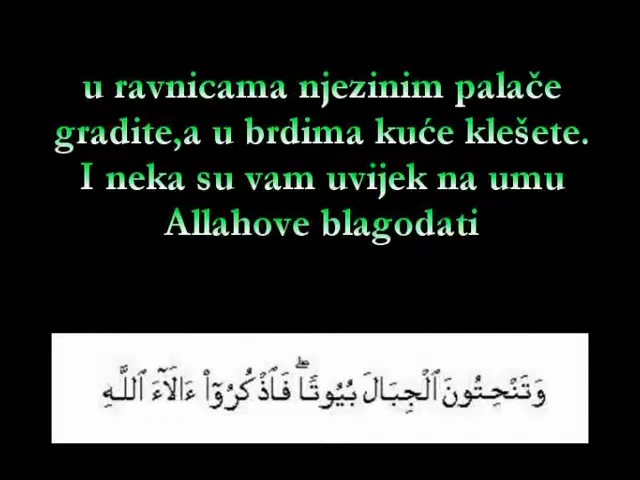 u ravnicama njezinim palače
gradite,a u brdima kuće klešete.
I neka su vam uvijek na umu
Allahove blagodati
وَتَنْحِتُونَ ٱلْجِبَالَ بُيُوتًاۖ فَٱذْكُرُوٓا۟ ءَالَآءَ ٱللَّهِ